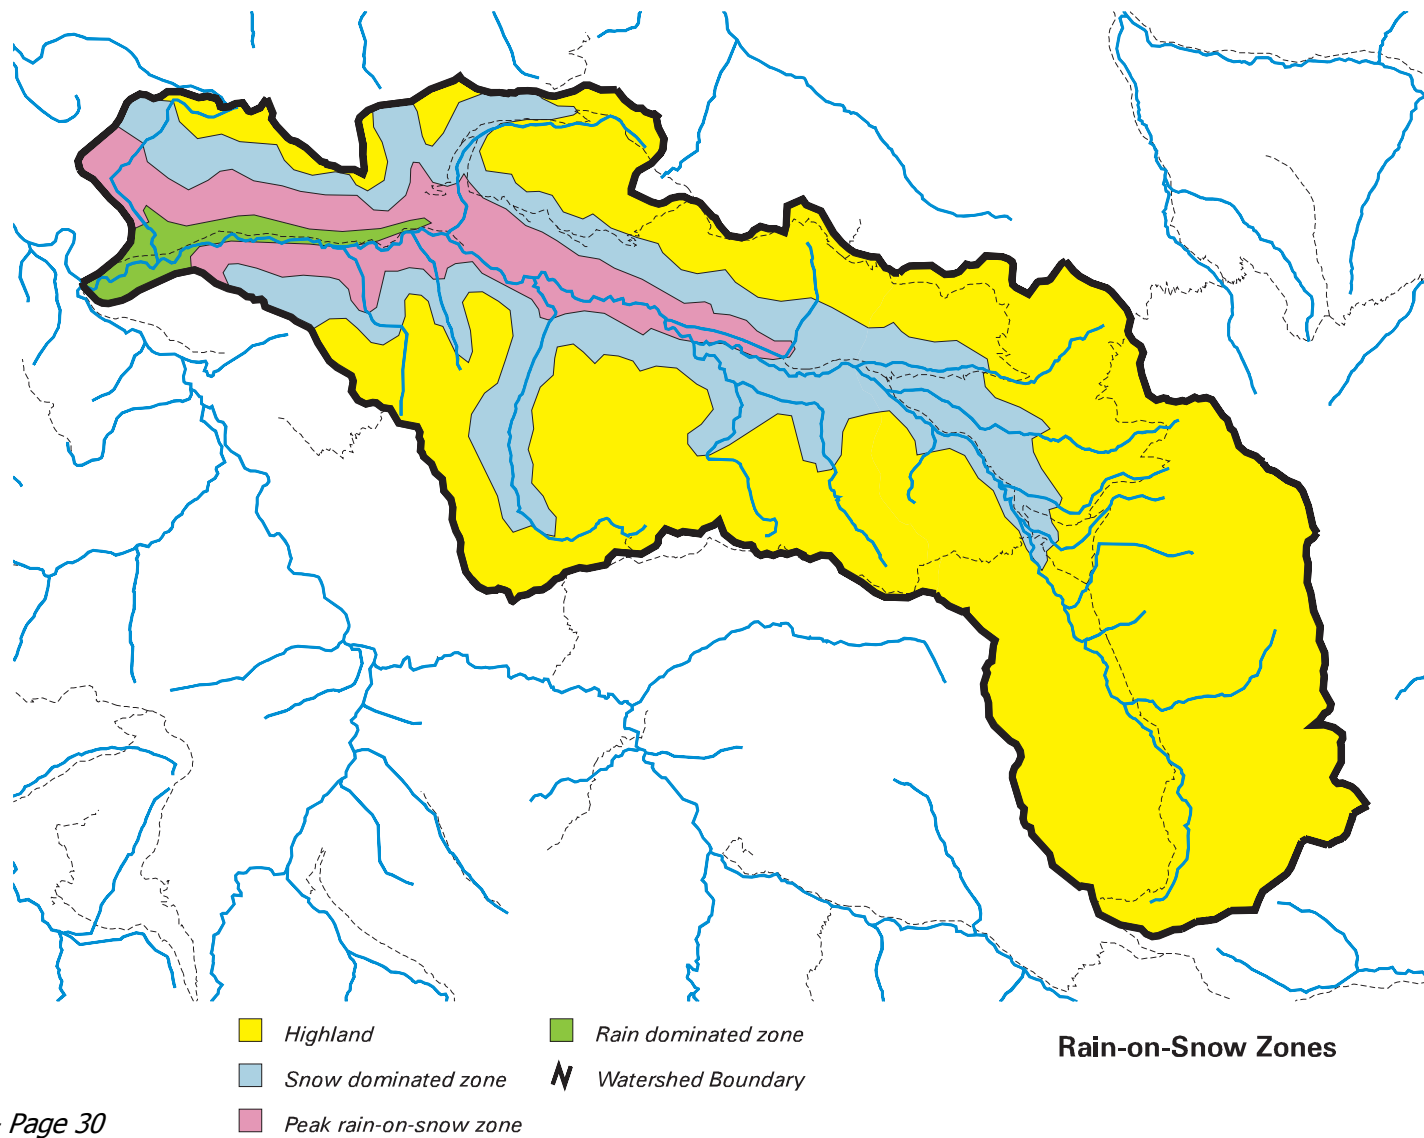 Highland
Snow dominated zone
Peak rain-on-snow zone
Rain dominated zone
Watershed Boundary
Rain-on-Snow Zones
Page 30